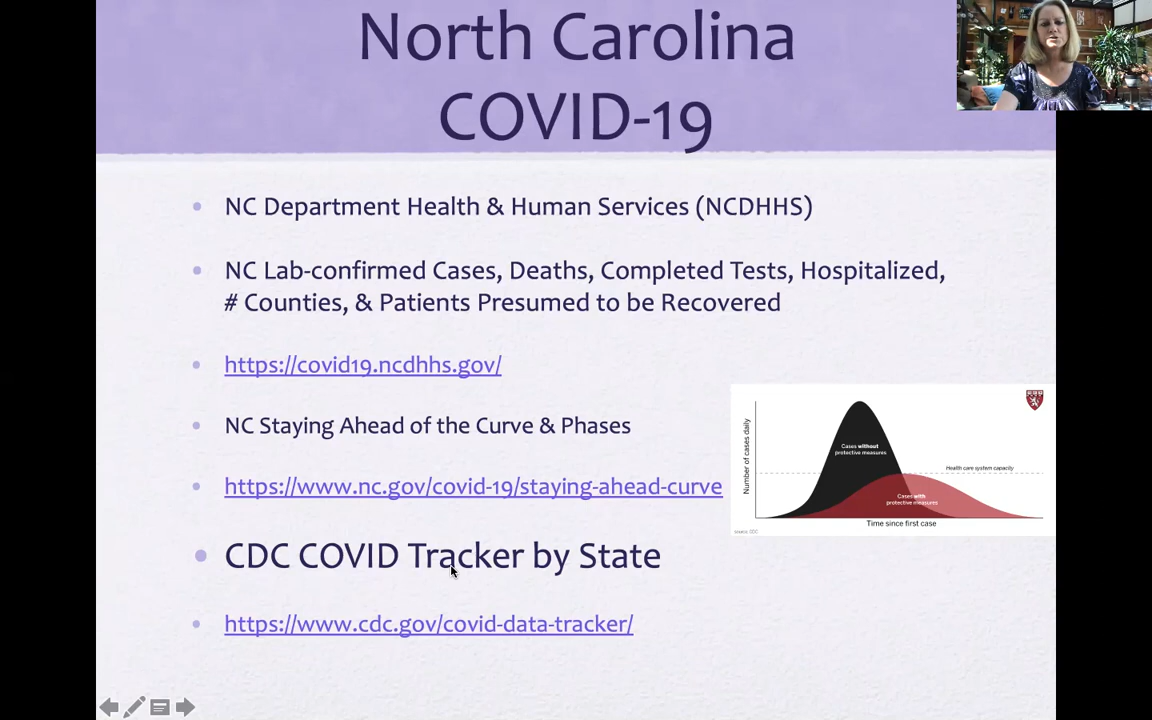 North Carolina
COVID-19
NC Department Health & Human Services (NCDHHS)
NC Lab-confirmed Cases, Deaths, Completed Tests, Hospitalized,
# Counties, & Patients Presumed to be Recovered
https://covid19.ncdhhs.gov/
NC Staying Ahead of the Curve & Phases
https://www.nc.gov/covid-19/staying-ahead-curve
Number of cases daily
Cases without
protective measures
Health care system capacity
Cases with
protective measures
Time since first case
source: CDC
CDC COVID Tracker by State
https://www.cdc.gov/covid-data-tracker/